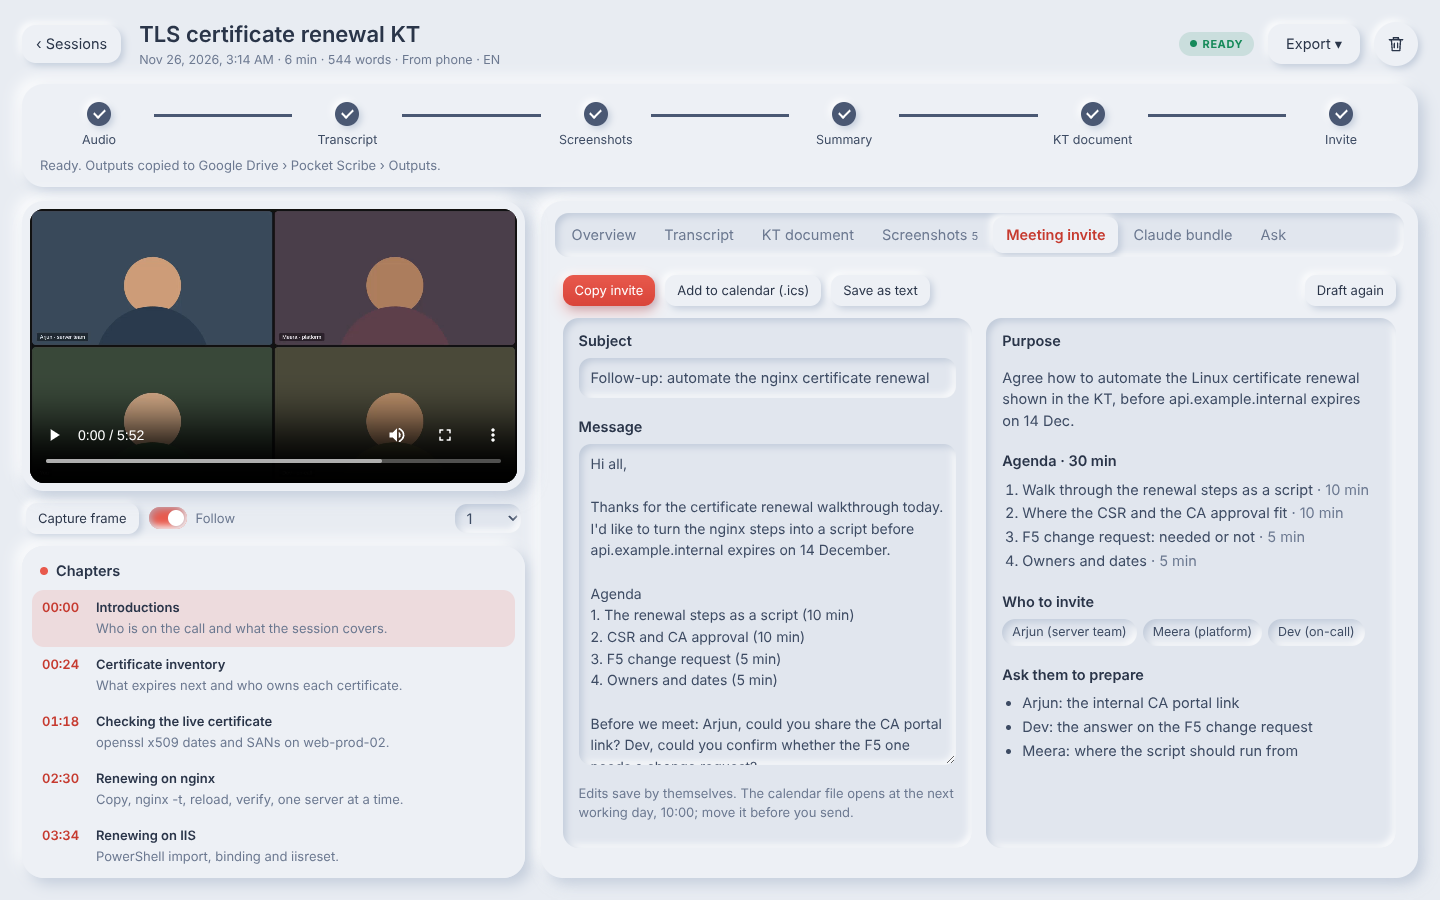 ‹ Sessions
TLS certificate renewal KT
Nov 26, 2026, 3:14 AM · 6 min · 544 words · From phone · EN
READY
Export ▾
Audio
Transcript
Screenshots
Summary
KT document
Invite
Ready. Outputs copied to Google Drive › Pocket Scribe › Outputs.
Arjun - server team
Meera - platform
0:00 / 5:52
Capture frame
Follow
1
Chapters
00:00 Introductions
Who is on the call and what the session covers.
00:24 Certificate inventory
What expires next and who owns each certificate.
01:18 Checking the live certificate
openssl x509 dates and SANs on web-prod-02.
02:30 Renewing on nginx
Copy, nginx -t, reload, verify, one server at a time.
03:34 Renewing on IIS
PowerShell import, binding and iisreset.
Overview Transcript KT document Screenshots 5 Meeting invite Claude bundle Ask
Copy invite
Add to calendar (.ics)
Save as text
Draft again
Subject
Follow-up: automate the nginx certificate renewal
Message
Hi all,
Thanks for the certificate renewal walkthrough today.
I'd like to turn the nginx steps into a script before
api.example.internal expires on 14 December.
Agenda
1. The renewal steps as a script (10 min)
2. CSR and CA approval (10 min)
3. F5 change request (5 min)
4. Owners and dates (5 min)
Before we meet: Arjun, could you share the CA portal
link? Dev, could you confirm whether the F5 one
needs a change request?
Edits save by themselves. The calendar file opens at the next
working day, 10:00; move it before you send.
Purpose
Agree how to automate the Linux certificate renewal
shown in the KT, before api.example.internal expires
on 14 Dec.
Agenda · 30 min
1. Walk through the renewal steps as a script · 10 min
2. Where the CSR and the CA approval fit · 10 min
3. F5 change request: needed or not · 5 min
4. Owners and dates · 5 min
Who to invite
Arjun (server team)
Meera (platform)
Dev (on-call)
Ask them to prepare
• Arjun: the internal CA portal link
• Dev: the answer on the F5 change request
• Meera: where the script should run from